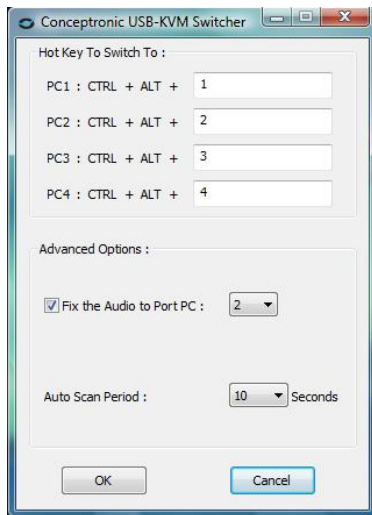 Conceptronic USB-KVM Switcher
Hot Key To Switch To :
PC1 : CTRL + ALT + 1
PC2 : CTRL + ALT + 2
PC3 : CTRL + ALT + 3
PC4 : CTRL + ALT + 4
Advanced Options :
Fix the Audio to Port PC : 2
Auto Scan Period : 10 Seconds
OK Cancel